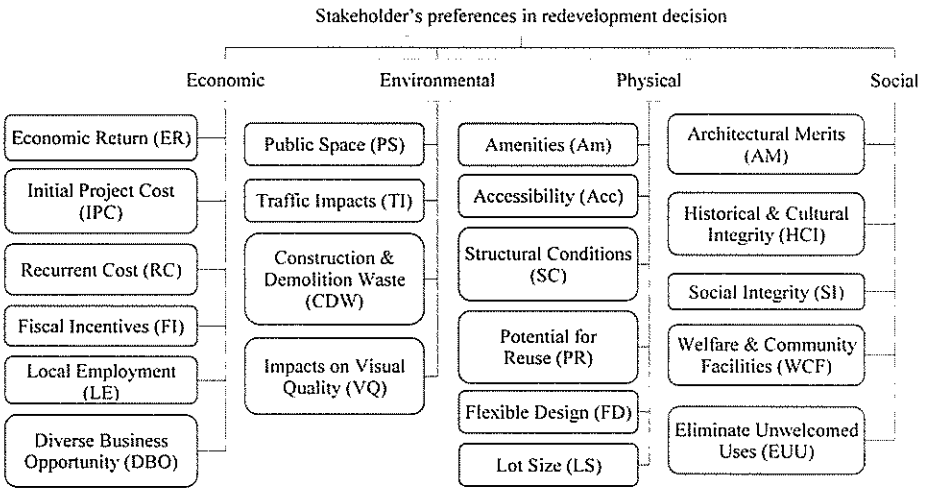 Stakeholder's preferences in redevelopment decision
Economic
Environmental
Physical
Social
Economic Return (ER)
Initial Project Cost
(IPC)
Recurrent Cost (RC)
Fiscal Incentives (FI)
Local Employment
(LE)
Diverse Business
Opportunity (DBO)
Public Space (PS)
Traffic Impacts (TI)
Construction &
Demolition Waste
(CDW)
Impacts on Visual
Quality (VQ)
Amenities (Am)
Accessibility (Acc)
Structural Conditions
(SC)
Potential for
Reuse (PR)
Flexible Design (FD)
Lot Size (LS)
Architectural Merits
(AM)
Historical & Cultural
Integrity (HCI)
Social Integrity (SI)
Welfare & Community
Facilities (WCF)
Eliminate Unwelcomed
Uses (EUU)